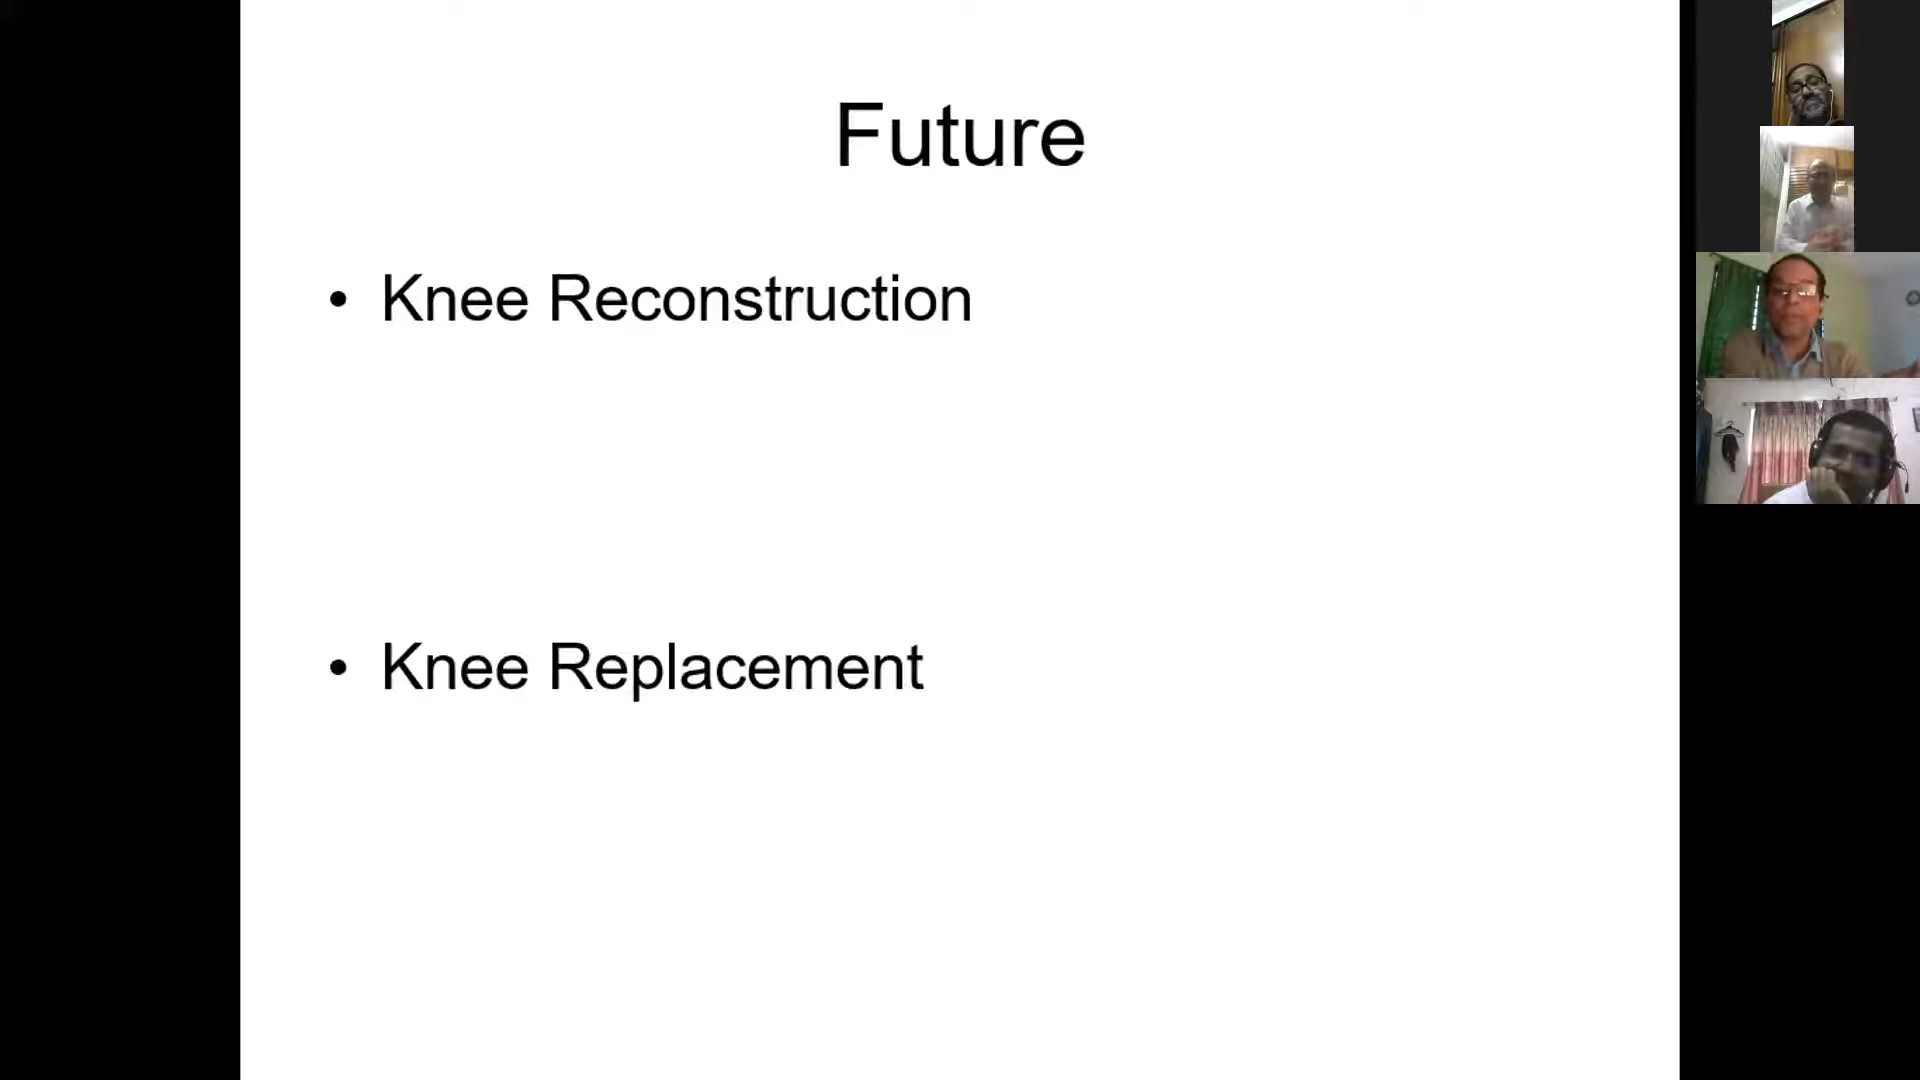 Future
• Knee Reconstruction
• Knee Replacement